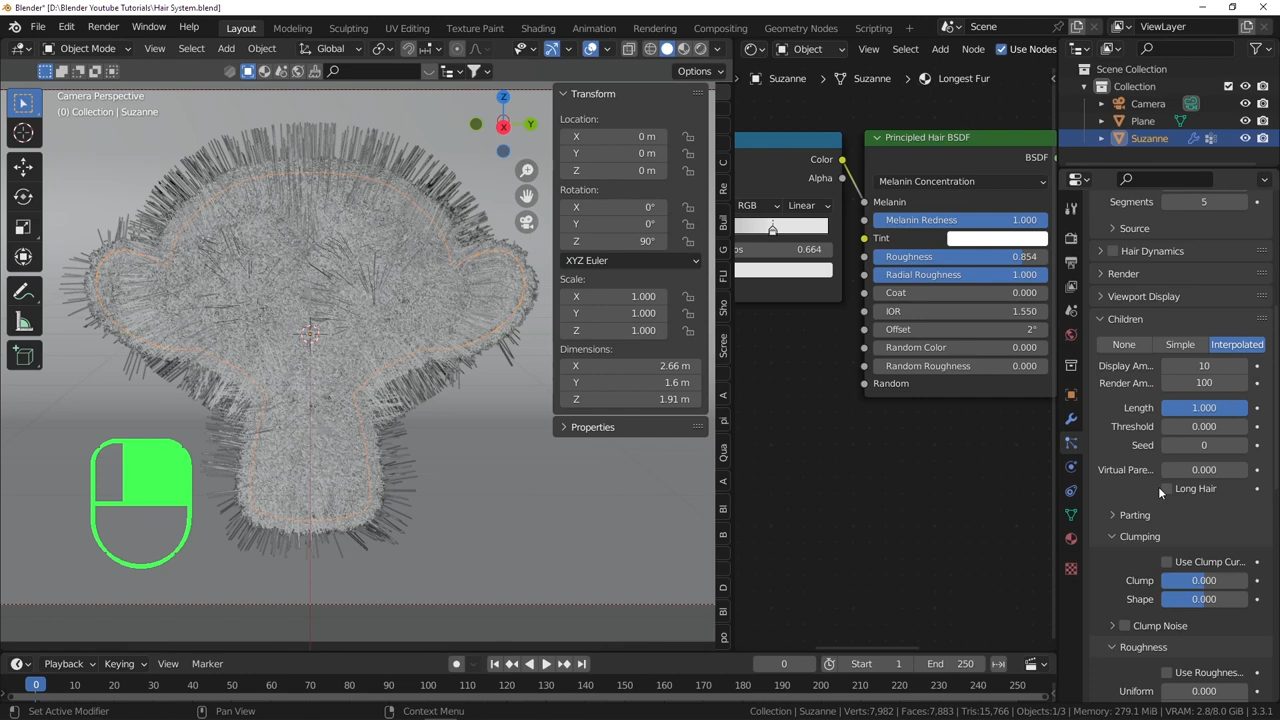 Blender* [D:\Blender Youtube Tutorials\Hair System.blend]
File Edit Render Window Help Layout Modeling Sculpting UV Editing Texture Paint Shading Animation Rendering Compositing Geometry Nodes Scripting Scene ViewLayer
Object Mode View Select Add Object Global Object View Select Add Node Use Nodes
Options
Camera Perspective
(0) Collection | Suzanne
Z
Y
X
Transform
Location:
X 0 m
Y 0 m
Z 0 m
Rotation:
X 0°
Y 0°
Z 90°
XYZ Euler
Scale:
X 1.000
Y 1.000
Z 1.000
Dimensions:
X 2.66 m
Y 1.6 m
Z 1.91 m
Properties
C
Re
Buil
G
FLI
Sho
Scree
A
pi
Qua
A
Bl
B
D
Bl
po
Suzanne Suzanne Longest Fur
Color
Alpha
RGB Linear
os 0.664
Principled Hair BSDF
BSDF
Melanin Concentration
Melanin
Melanin Redness 1.000
Tint
Roughness 0.854
Radial Roughness 1.000
Coat 0.000
IOR 1.550
Offset 2°
Random Color 0.000
Random Roughness 0.000
Random
Scene Collection
Collection
Camera
Plane
Suzanne
Segments 5
Source
Hair Dynamics
Render
Viewport Display
Children
None Simple Interpolated
Display Am... 10
Render Am... 100
Length 1.000
Threshold 0.000
Seed 0
Virtual Pare... 0.000
Long Hair
Parting
Clumping
Use Clump Cur...
Clump 0.000
Shape 0.000
Clump Noise
Roughness
Use Roughnes...
Uniform 0.000
Playback Keying View Marker 0 Start 1 End 250
0 10 20 30 40 50 60 70 80 90 100 110 120 130 140 150 160 170 180 190 200 210 220 230 240 250
Set Active Modifier Pan View Context Menu Collection | Suzanne | Verts:7,982 | Faces:7,883 | Tris:15,766 | Objects:1/3 | Memory: 279.1 MiB | VRAM: 2.8/8.0 GiB | 3.3.1